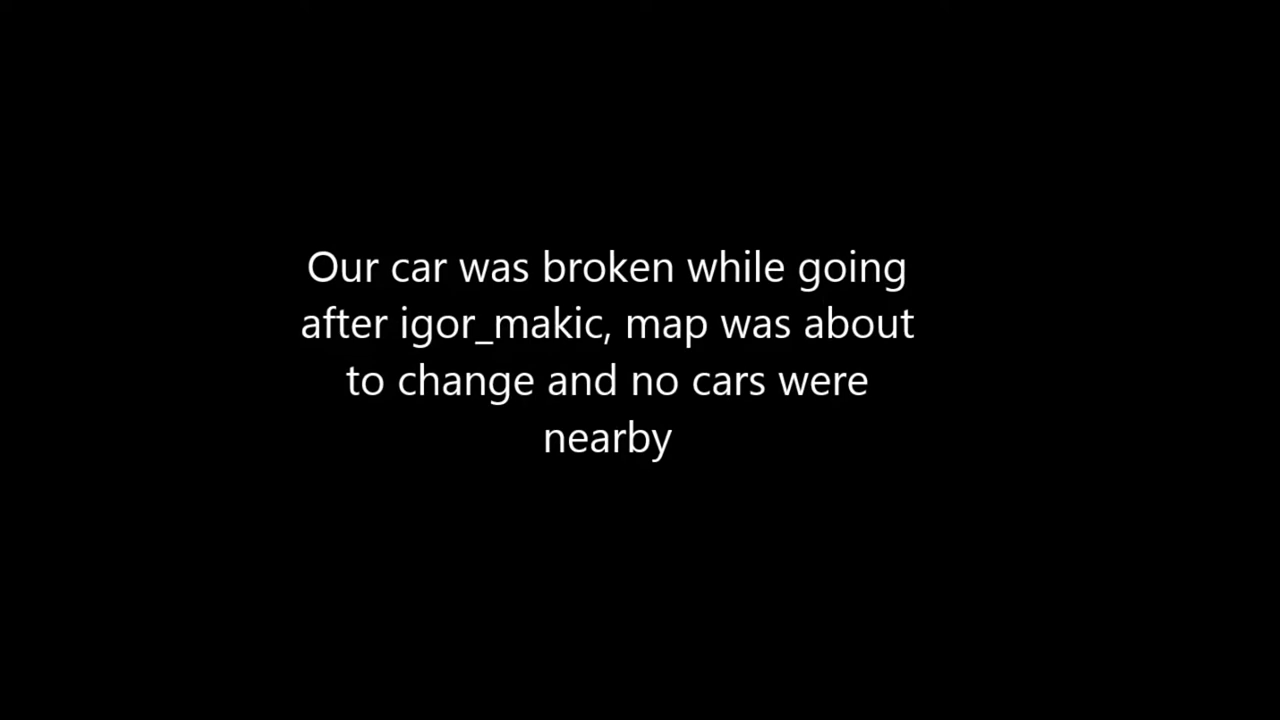 Our car was broken while going
after igor_makic, map was about
to change and no cars were
nearby